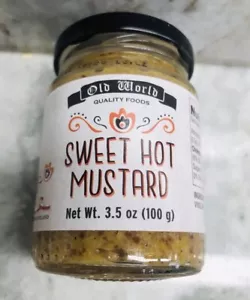 Old World
QUALITY FOODS
SWEET HOT
MUSTARD
Net Wt. 3.5 oz (100 g)